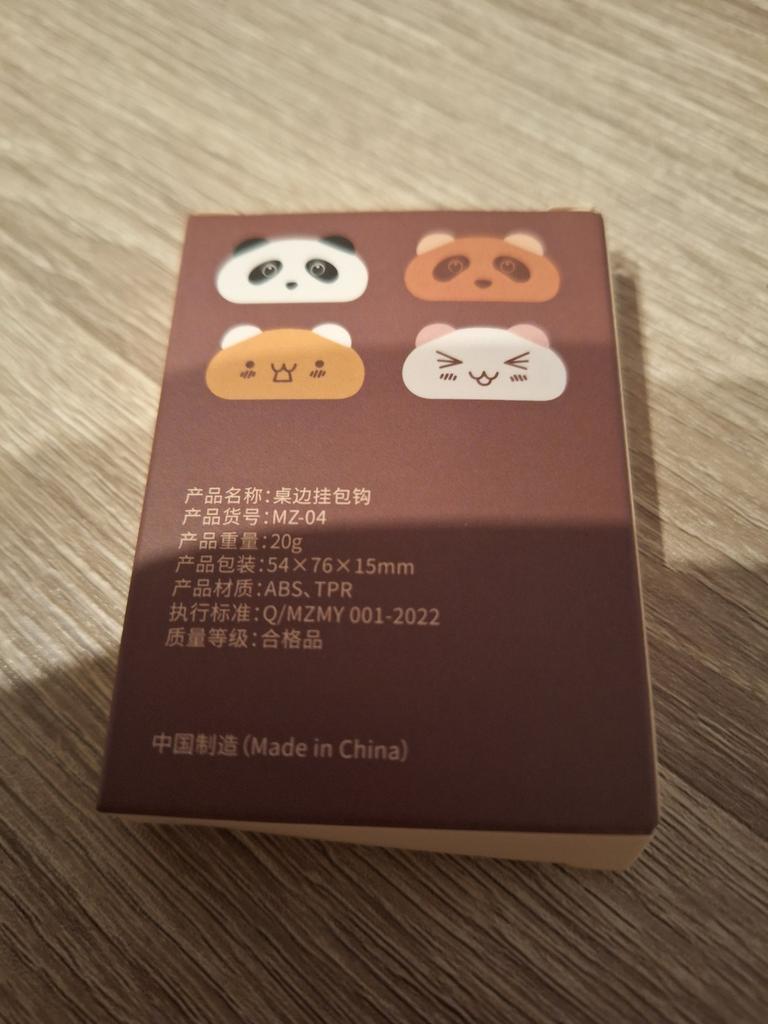 产品名称：桌边挂包钩
产品货号：MZ-04
产品重量：20g
产品包装：54×76×15mm
产品材质：ABS、TPR
执行标准：Q/MZMY 001-2022
质量等级：合格品
中国制造（Made in China）